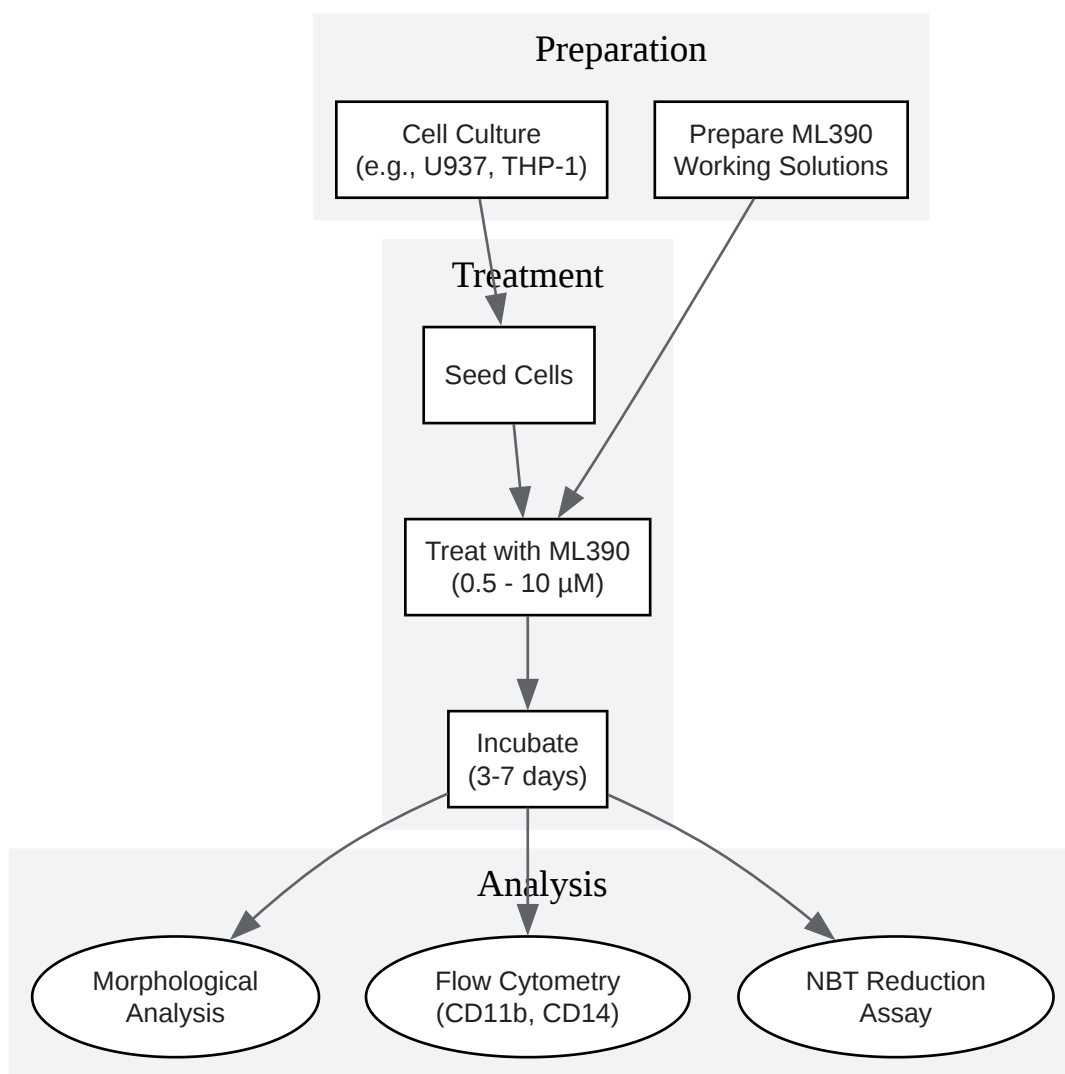 Preparation
Cell Culture
(e.g., U937, THP-1)
Prepare ML390
Working Solutions
Treatment
Seed Cells
Treat with ML390
(0.5 - 10 µM)
Incubate
(3-7 days)
Analysis
Morphological
Analysis
Flow Cytometry
(CD11b, CD14)
NBT Reduction
Assay